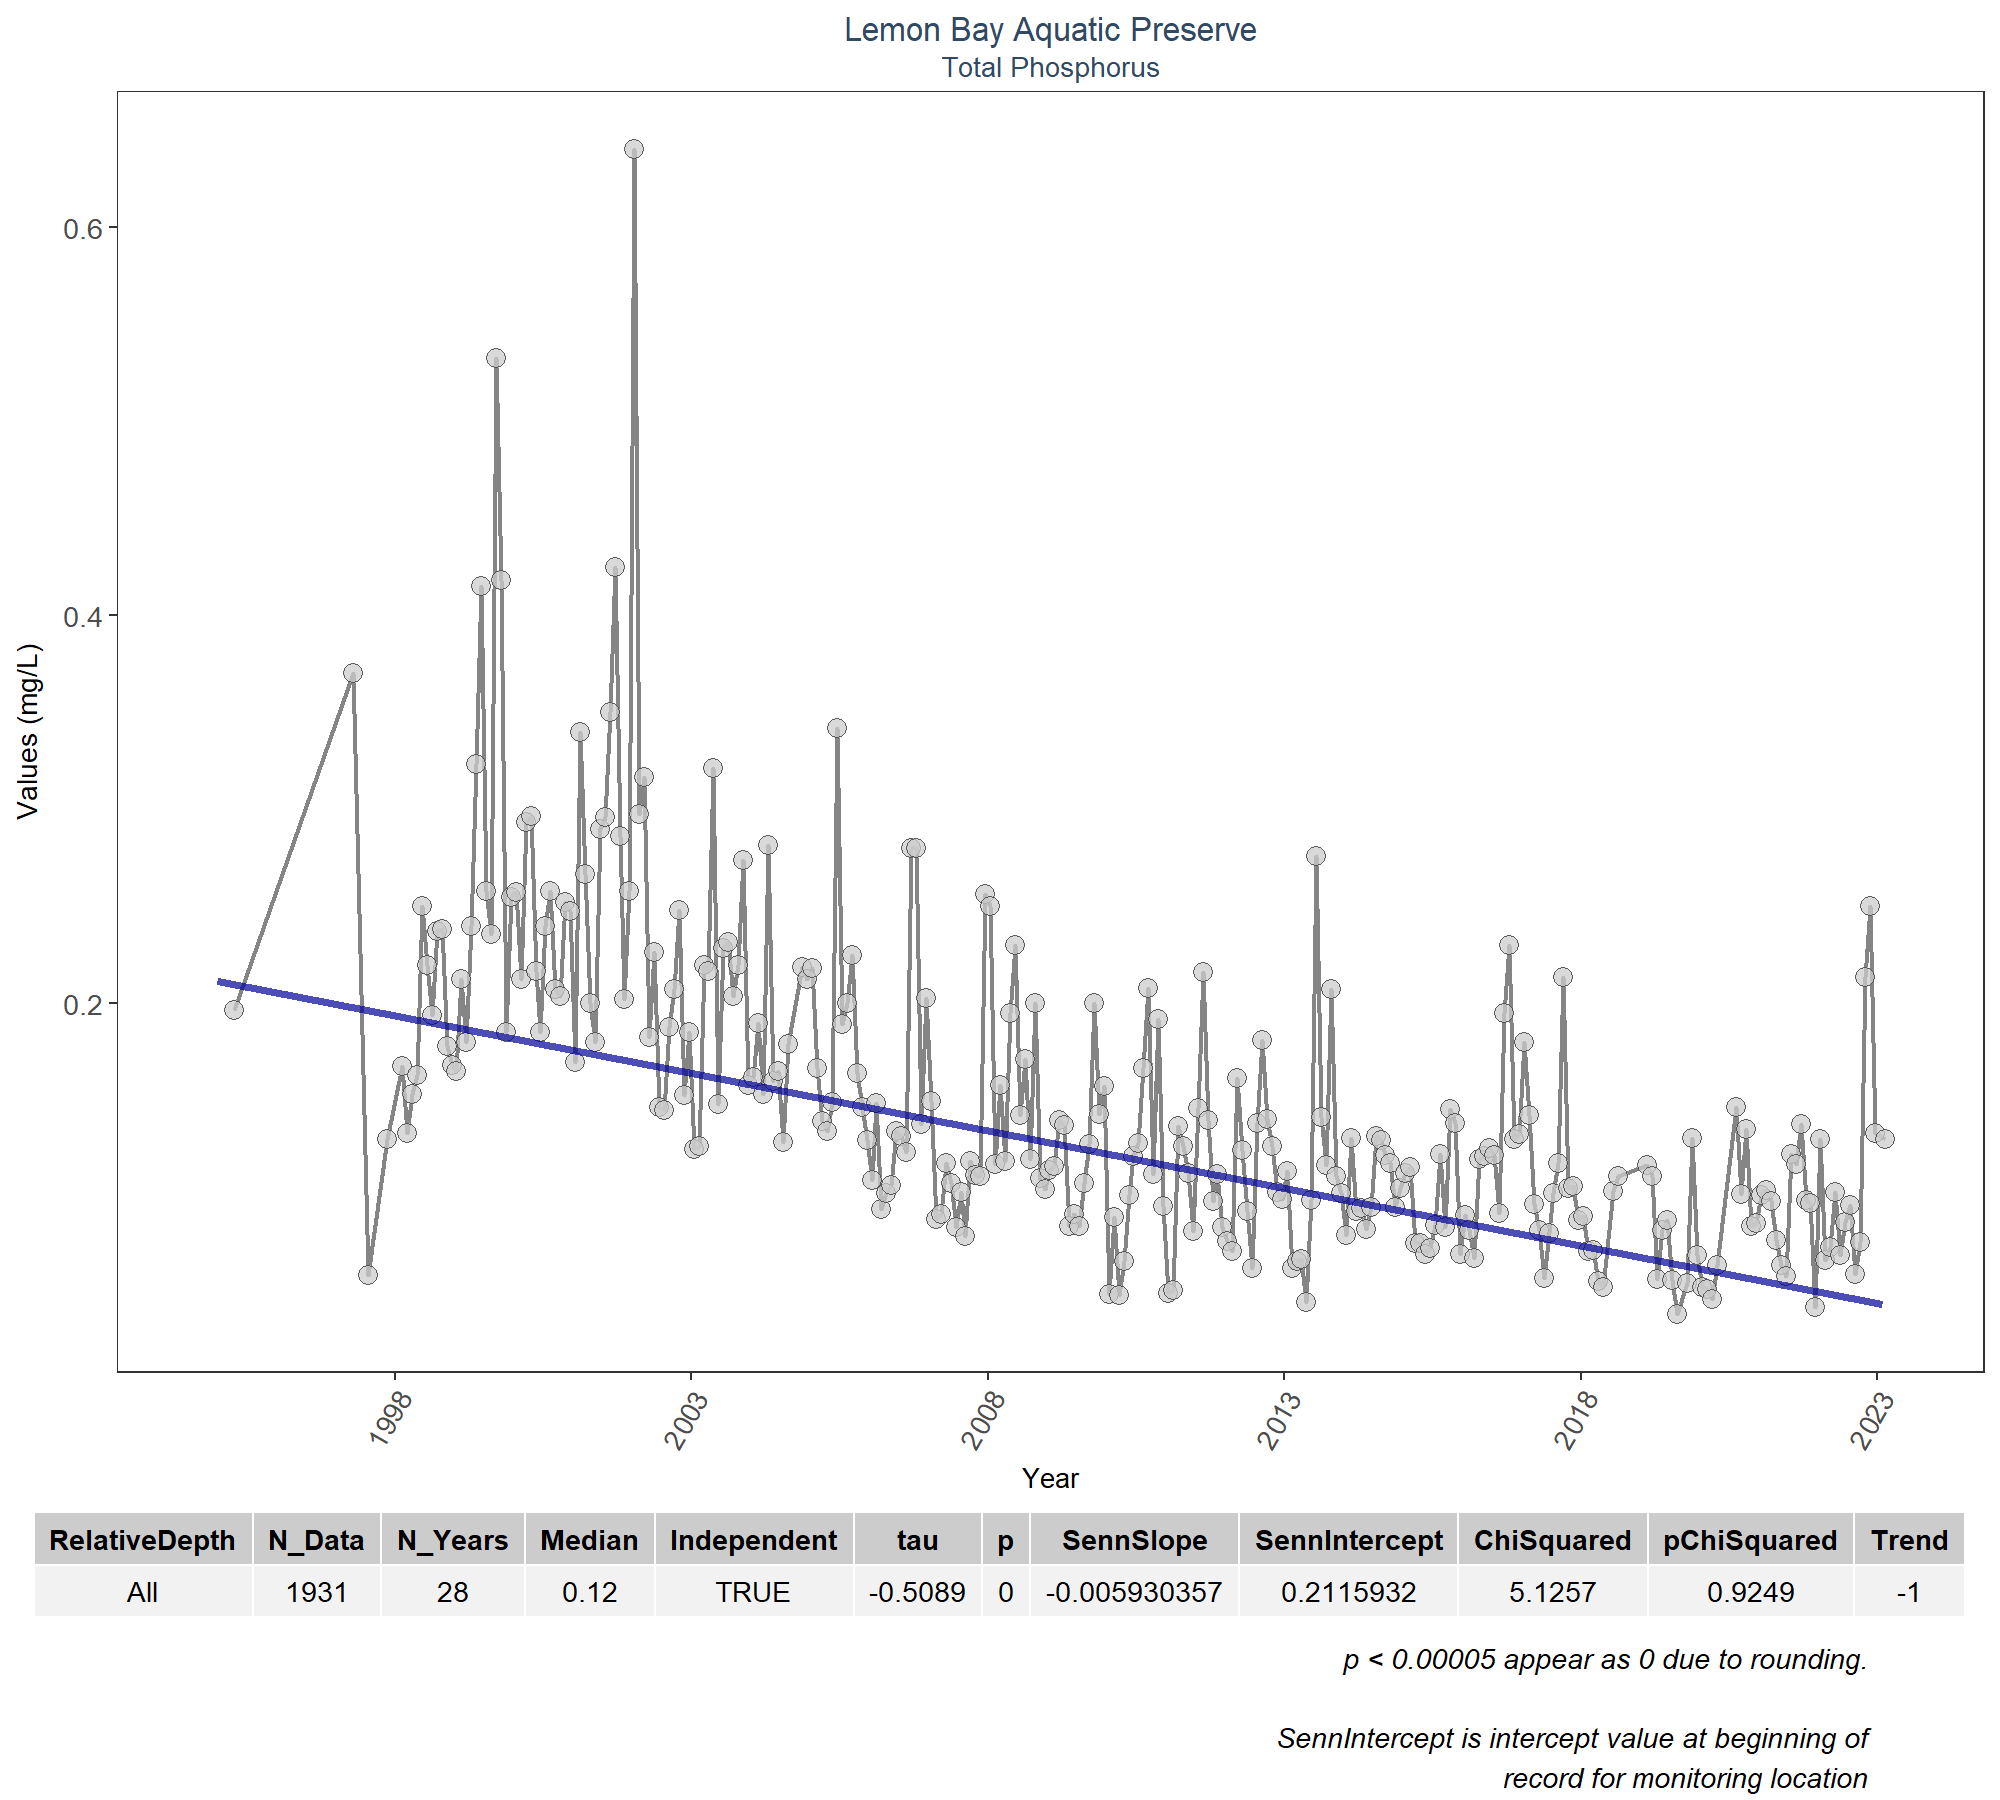 Lemon Bay Aquatic Preserve
Total Phosphorus
Values (mg/L)
0.6
0.4
0.2
1998 2003 2008 2013 2018 2023
Year
RelativeDepth N_Data N_Years Median Independent tau p SennSlope SennIntercept ChiSquared pChiSquared Trend
All 1931 28 0.12 TRUE -0.5089 0 -0.005930357 0.2115932 5.1257 0.9249 -1
p < 0.00005 appear as 0 due to rounding.
SennIntercept is intercept value at beginning of
record for monitoring location